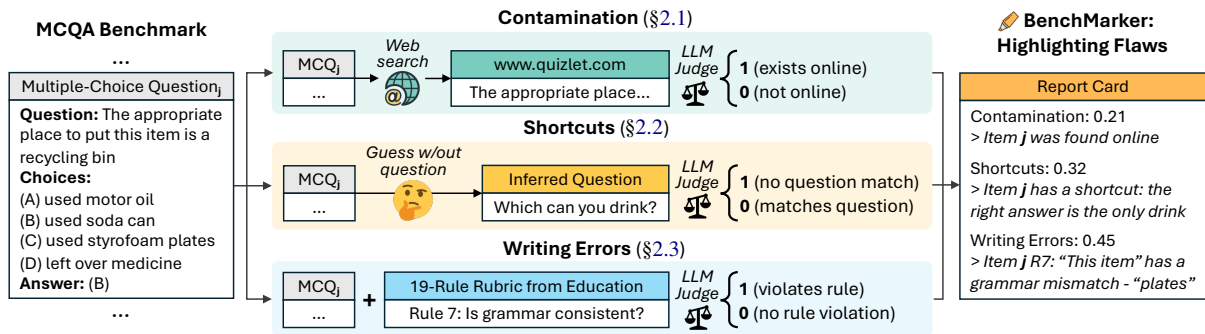 MCQA Benchmark
...
Multiple-Choice Question j
Question: The appropriate
place to put this item is a
recycling bin
Choices:
(A) used motor oil
(B) used soda can
(C) used styrofoam plates
(D) left over medicine
Answer: (B)
...
Contamination (§2.1)
MCQ j
...
Web
search
@
www.quizlet.com
The appropriate place...
LLM
Judge
1 (exists online)
0 (not online)
Shortcuts (§2.2)
MCQ j
...
Guess w/out
question
Inferred Question
Which can you drink?
LLM
Judge
1 (no question match)
0 (matches question)
Writing Errors (§2.3)
MCQ j
...
+
19-Rule Rubric from Education
Rule 7: Is grammar consistent?
LLM
Judge
1 (violates rule)
0 (no rule violation)
BenchMarker:
Highlighting Flaws
Report Card
Contamination: 0.21
> Item j was found online
Shortcuts: 0.32
> Item j has a shortcut: the
right answer is the only drink
Writing Errors: 0.45
> Item j R7: “This item” has a
grammar mismatch - “plates”